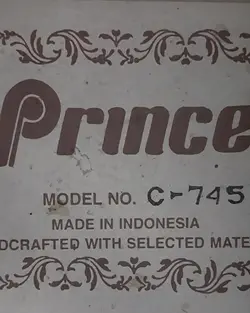 Prince
MODEL NO. C-745
MADE IN INDONESIA
DCRAFTED WITH SELECTED MATE